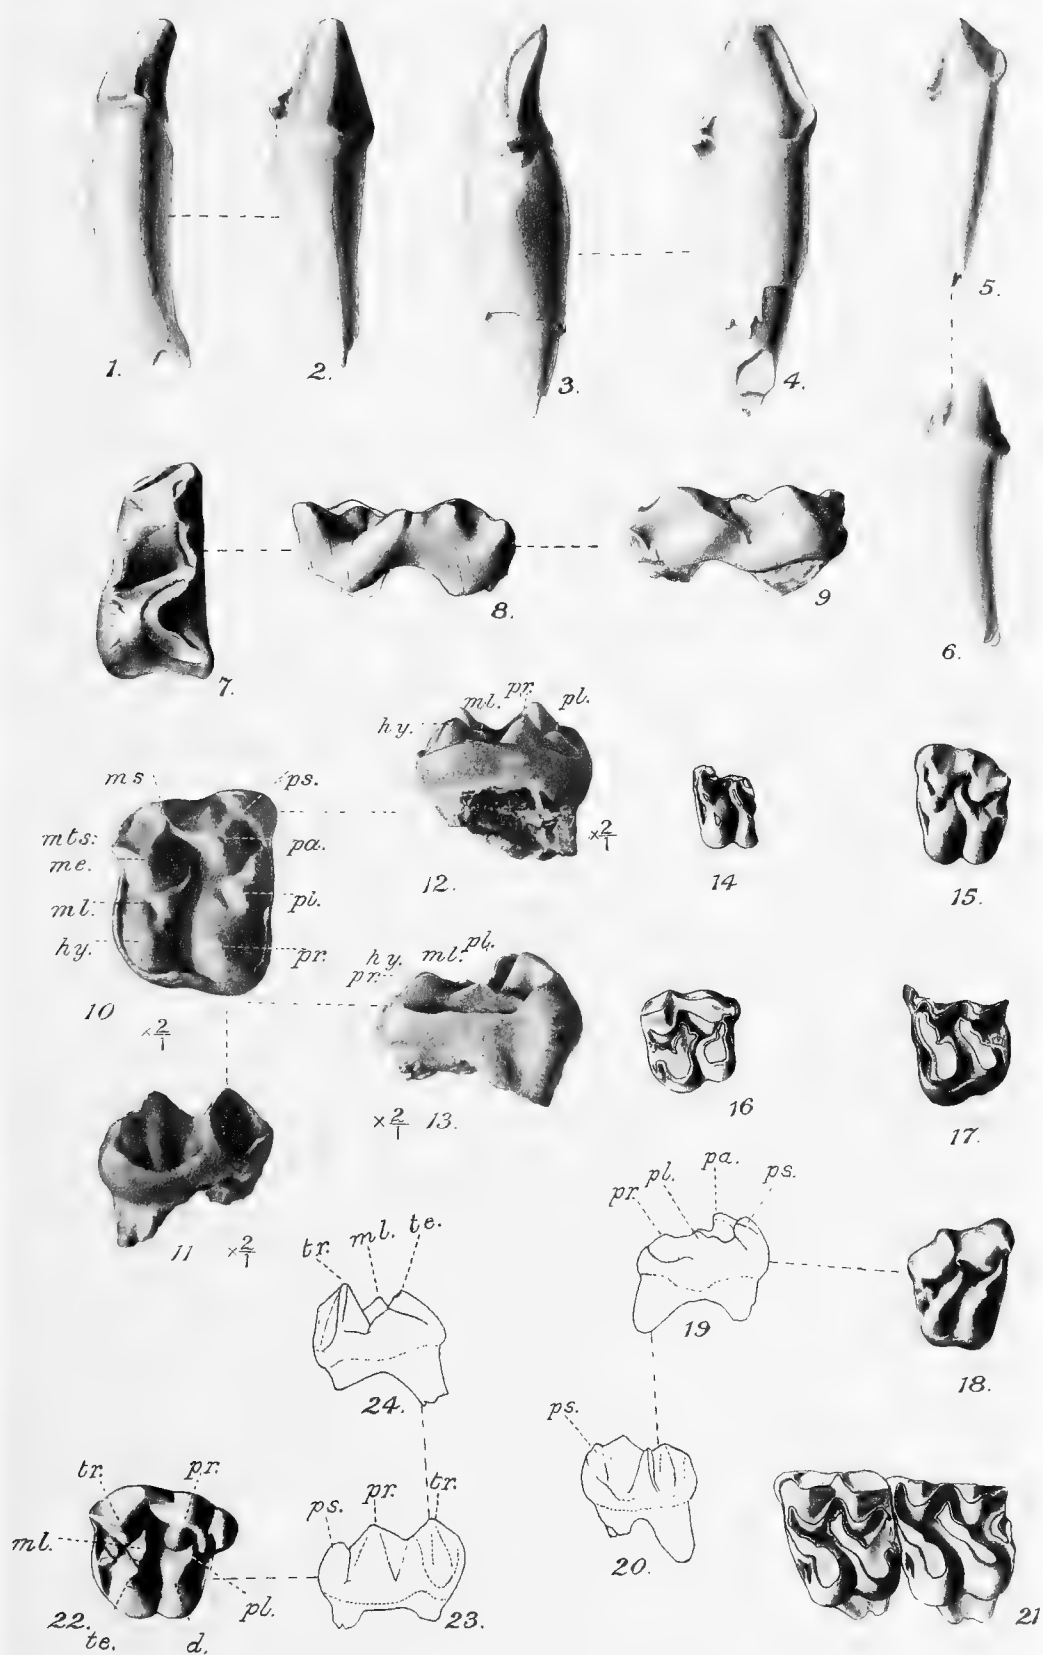 1.
2.
3.
4.
5.
6.
7.
8.
9
ml. pr. pl.
hy.
×2/1
12.
ms ps.
mts: pa.
me.
ml. pl.
hy. pr.
10
×2/1
14
15.
hy. ml. pl.
pr.
×2/1 13.
16
17.
11 ×2/1
pr. pl. pa. ps.
19
18.
tr. ml. te.
24.
ps.
20.
21
tr. pr.
ml.
22. te. d. pl.
ps. pr. tr.
23.